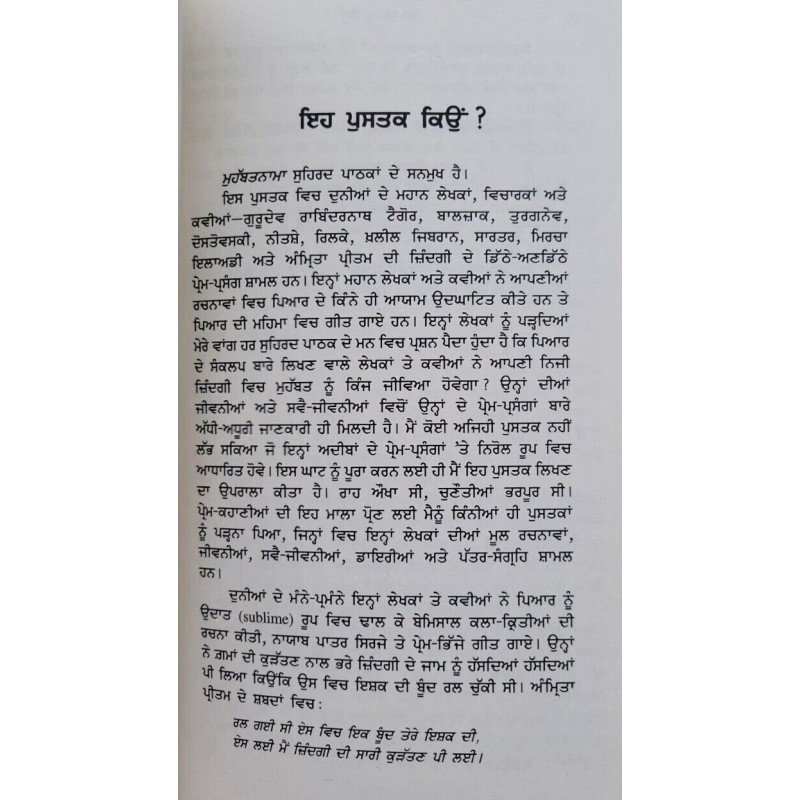 ਇਹ ਪੁਸਤਕ ਕਿਉਂ ?
ਮੁਹੱਬਤਨਾਮਾ ਸੁਹਿਰਦ ਪਾਠਕਾਂ ਦੇ ਸਨਮੁਖ ਹੈ।
ਇਸ ਪੁਸਤਕ ਵਿਚ ਦੁਨੀਆਂ ਦੇ ਮਹਾਨ ਲੇਖਕਾਂ, ਵਿਚਾਰਕਾਂ ਅਤੇ
ਕਵੀਆਂ—ਗੁਰੂਦੇਵ ਰਾਬਿੰਦਰਨਾਥ ਟੈਗੋਰ, ਬਾਲਜ਼ਾਕ, ਤੁਰਗਨੇਵ,
ਦੋਸਤੋਵਸਕੀ, ਨੀਤਸ਼ੇ, ਰਿਲਕੇ, ਖ਼ਲੀਲ ਜਿਬਰਾਨ, ਸਾਰਤਰ, ਮਿਰਚਾ
ਇਲਾਅਡੀ ਅਤੇ ਅੰਮ੍ਰਿਤਾ ਪ੍ਰੀਤਮ ਦੀ ਜ਼ਿੰਦਗੀ ਦੇ ਡਿੱਠੇ-ਅਣਡਿੱਠੇ
ਪ੍ਰੇਮ-ਪ੍ਰਸੰਗ ਸ਼ਾਮਲ ਹਨ। ਇਨ੍ਹਾਂ ਮਹਾਨ ਲੇਖਕਾਂ ਅਤੇ ਕਵੀਆਂ ਨੇ ਆਪਣੀਆਂ
ਰਚਨਾਵਾਂ ਵਿਚ ਪਿਆਰ ਦੇ ਕਿੰਨੇ ਹੀ ਆਯਾਮ ਉਦਘਾਟਿਤ ਕੀਤੇ ਹਨ ਤੇ
ਪਿਆਰ ਦੀ ਮਹਿਮਾ ਵਿਚ ਗੀਤ ਗਾਏ ਹਨ। ਇਨ੍ਹਾਂ ਲੇਖਕਾਂ ਨੂੰ ਪੜ੍ਹਦਿਆਂ
ਮੇਰੇ ਵਾਂਗ ਹਰ ਸੁਹਿਰਦ ਪਾਠਕ ਦੇ ਮਨ ਵਿਚ ਪ੍ਰਸ਼ਨ ਪੈਦਾ ਹੁੰਦਾ ਹੈ ਕਿ ਪਿਆਰ
ਦੇ ਸੰਕਲਪ ਬਾਰੇ ਲਿਖਣ ਵਾਲੇ ਲੇਖਕਾਂ ਤੇ ਕਵੀਆਂ ਨੇ ਆਪਣੀ ਨਿਜੀ
ਜ਼ਿੰਦਗੀ ਵਿਚ ਮੁਹੱਬਤ ਨੂੰ ਕਿੰਜ ਜੀਵਿਆ ਹੋਵੇਗਾ ? ਉਨ੍ਹਾਂ ਦੀਆਂ
ਜੀਵਨੀਆਂ ਅਤੇ ਸਵੈ-ਜੀਵਨੀਆਂ ਵਿਚੋਂ ਉਨ੍ਹਾਂ ਦੇ ਪ੍ਰੇਮ-ਪ੍ਰਸੰਗਾਂ ਬਾਰੇ
ਅੱਧੀ-ਅਧੂਰੀ ਜਾਣਕਾਰੀ ਹੀ ਮਿਲਦੀ ਹੈ। ਮੈਂ ਕੋਈ ਅਜਿਹੀ ਪੁਸਤਕ ਨਹੀਂ
ਲੱਭ ਸਕਿਆ ਜੋ ਇਨ੍ਹਾਂ ਅਦੀਬਾਂ ਦੇ ਪ੍ਰੇਮ-ਪ੍ਰਸੰਗਾਂ ’ਤੇ ਨਿਰੋਲ ਰੂਪ ਵਿਚ
ਆਧਾਰਿਤ ਹੋਵੇ। ਇਸ ਘਾਟ ਨੂੰ ਪੂਰਾ ਕਰਨ ਲਈ ਹੀ ਮੈਂ ਇਹ ਪੁਸਤਕ ਲਿਖਣ
ਦਾ ਉਪਰਾਲਾ ਕੀਤਾ ਹੈ। ਰਾਹ ਔਖਾ ਸੀ, ਚੁਣੌਤੀਆਂ ਭਰਪੂਰ ਸੀ।
ਪ੍ਰੇਮ-ਕਹਾਣੀਆਂ ਦੀ ਇਹ ਮਾਲਾ ਪ੍ਰੋਣ ਲਈ ਮੈਨੂੰ ਕਿੰਨੀਆਂ ਹੀ ਪੁਸਤਕਾਂ
ਨੂੰ ਪੜ੍ਹਨਾ ਪਿਆ, ਜਿਨ੍ਹਾਂ ਵਿਚ ਇਨ੍ਹਾਂ ਲੇਖਕਾਂ ਦੀਆਂ ਮੂਲ ਰਚਨਾਵਾਂ,
ਜੀਵਨੀਆਂ, ਸਵੈ-ਜੀਵਨੀਆਂ, ਡਾਇਰੀਆਂ ਅਤੇ ਪੱਤਰ-ਸੰਗ੍ਰਹਿ ਸ਼ਾਮਲ
ਹਨ।
ਦੁਨੀਆਂ ਦੇ ਮੰਨੇ-ਪ੍ਰਮੰਨੇ ਇਨ੍ਹਾਂ ਲੇਖਕਾਂ ਤੇ ਕਵੀਆਂ ਨੇ ਪਿਆਰ ਨੂੰ
ਉਦਾਤ (sublime) ਰੂਪ ਵਿਚ ਢਾਲ ਕੇ ਬੇਮਿਸਾਲ ਕਲਾ-ਕ੍ਰਿਤੀਆਂ ਦੀ
ਰਚਨਾ ਕੀਤੀ, ਨਾਯਾਬ ਪਾਤਰ ਸਿਰਜੇ ਤੇ ਪ੍ਰੇਮ-ਭਿੱਜੇ ਗੀਤ ਗਾਏ। ਉਨ੍ਹਾਂ
ਨੇ ਗ਼ਮਾਂ ਦੀ ਕੁੜੱਤਣ ਨਾਲ ਭਰੇ ਜ਼ਿੰਦਗੀ ਦੇ ਜਾਮ ਨੂੰ ਹੱਸਦਿਆਂ ਹੱਸਦਿਆਂ
ਪੀ ਲਿਆ ਕਿਉਂਕਿ ਉਸ ਵਿਚ ਇਸ਼ਕ ਦੀ ਬੂੰਦ ਰਲ ਚੁੱਕੀ ਸੀ। ਅੰਮ੍ਰਿਤਾ
ਪ੍ਰੀਤਮ ਦੇ ਸ਼ਬਦਾਂ ਵਿਚ :
ਰਲ ਗਈ ਸੀ ਏਸ ਵਿਚ ਇਕ ਬੂੰਦ ਤੇਰੇ ਇਸ਼ਕ ਦੀ,
ਏਸ ਲਈ ਮੈਂ ਜ਼ਿੰਦਗੀ ਦੀ ਸਾਰੀ ਕੁੜੱਤਣ ਪੀ ਲਈ।